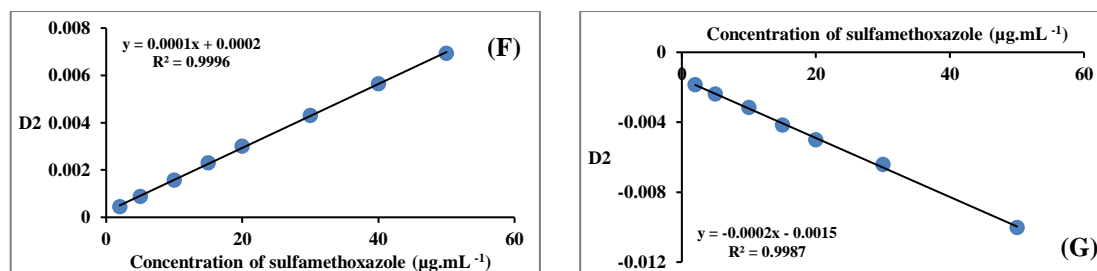 0.008
y = 0.0001x + 0.0002
R² = 0.9996
(F)
0.006
0.004
D2
0.002
0
0
20
40
60
Concentration of sulfamethoxazole (µg.mL⁻¹)
Concentration of sulfamethoxazole (µg.mL⁻¹)
0
0
20
40
60
-0.004
D2
-0.008
y = -0.0002x - 0.0015
R² = 0.9987
(G)
-0.012